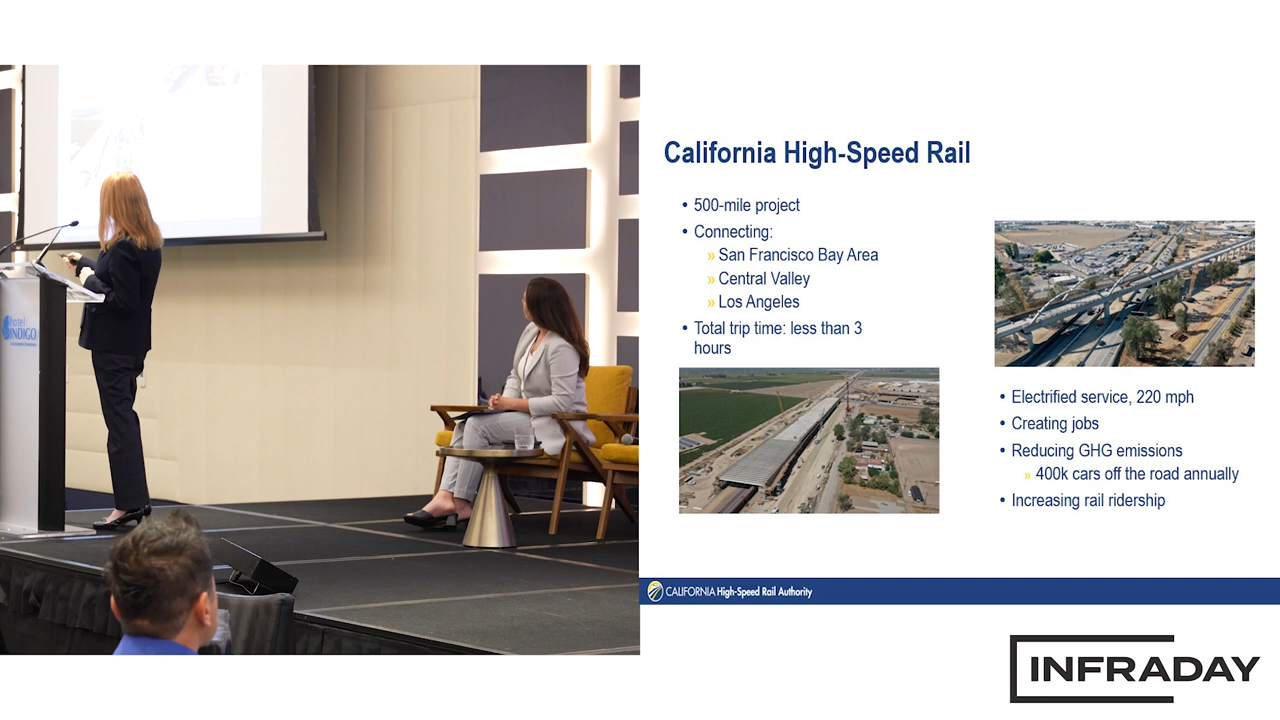 hotel
INDIGO
California High-Speed Rail
• 500-mile project
• Connecting:
» San Francisco Bay Area
» Central Valley
» Los Angeles
• Total trip time: less than 3
hours
• Electrified service, 220 mph
• Creating jobs
• Reducing GHG emissions
» 400k cars off the road annually
• Increasing rail ridership
CALIFORNIA High-Speed Rail Authority
INFRADAY